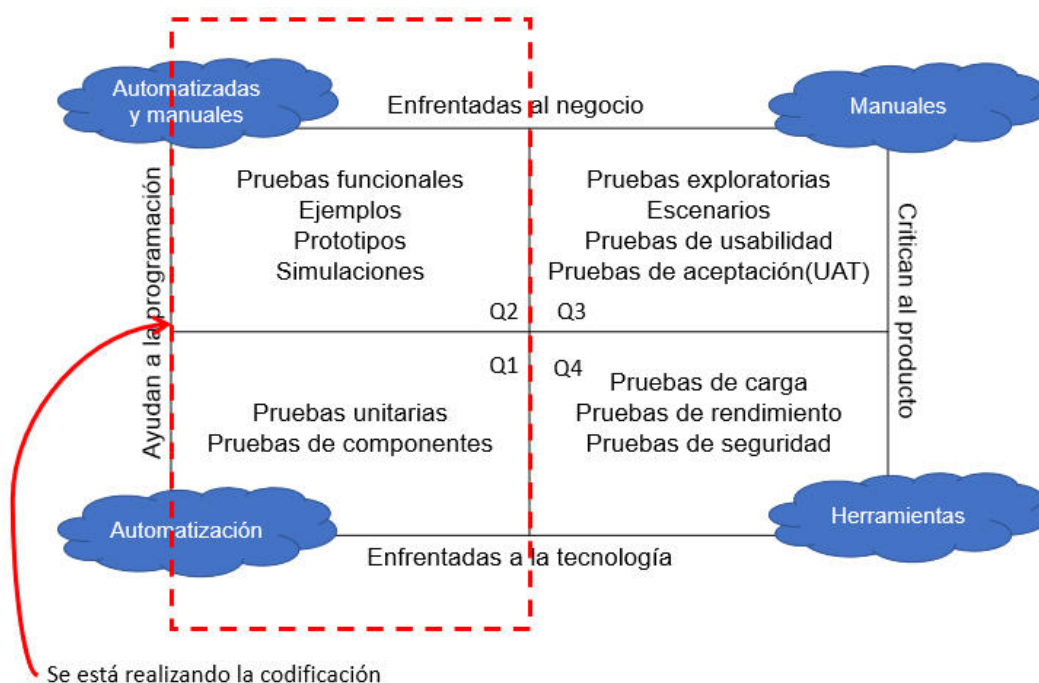 Automatizadas
y manuales
Enfrentadas al negocio
Manuales
Ayudan a la programación
Pruebas funcionales
Ejemplos
Prototipos
Simulaciones
Q2
Pruebas exploratorias
Escenarios
Pruebas de usabilidad
Pruebas de aceptación(UAT)
Q3
Critican al producto
Q1
Pruebas unitarias
Pruebas de componentes
Q4
Pruebas de carga
Pruebas de rendimiento
Pruebas de seguridad
Automatización
Enfrentadas a la tecnología
Herramientas
Se está realizando la codificación